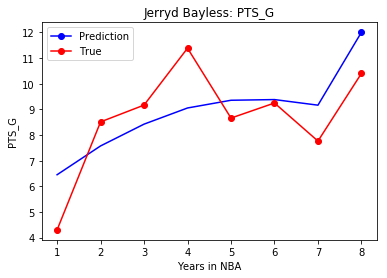 Jerryd Bayless: PTS_G
Prediction
True
PTS_G
12
11
10
9
8
7
6
5
4
1 2 3 4 5 6 7 8
Years in NBA